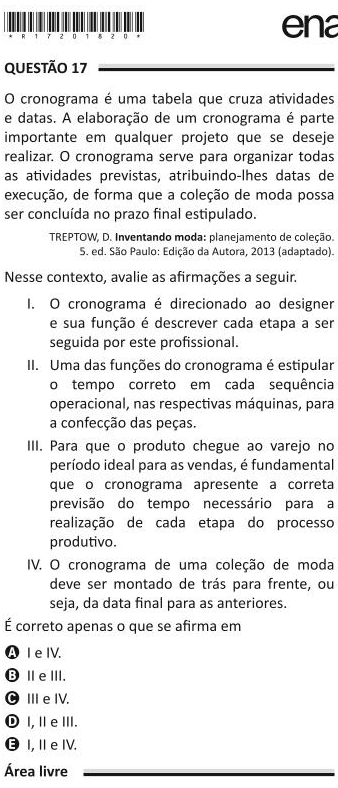 ena
* R 1 7 2 0 1 8 2 0 *
QUESTÃO 17
O cronograma é uma tabela que cruza atividades
e datas. A elaboração de um cronograma é parte
importante em qualquer projeto que se deseje
realizar. O cronograma serve para organizar todas
as atividades previstas, atribuindo-lhes datas de
execução, de forma que a coleção de moda possa
ser concluída no prazo final estipulado.
TREPTOW, D. Inventando moda: planejamento de coleção.
5. ed. São Paulo: Edição da Autora, 2013 (adaptado).
Nesse contexto, avalie as afirmações a seguir.
I. O cronograma é direcionado ao designer
e sua função é descrever cada etapa a ser
seguida por este profissional.
II. Uma das funções do cronograma é estipular
o tempo correto em cada sequência
operacional, nas respectivas máquinas, para
a confecção das peças.
III. Para que o produto chegue ao varejo no
período ideal para as vendas, é fundamental
que o cronograma apresente a correta
previsão do tempo necessário para a
realização de cada etapa do processo
produtivo.
IV. O cronograma de uma coleção de moda
deve ser montado de trás para frente, ou
seja, da data final para as anteriores.
É correto apenas o que se afirma em
A I e IV.
B II e III.
C III e IV.
D I, II e III.
E I, II e IV.
Área livre